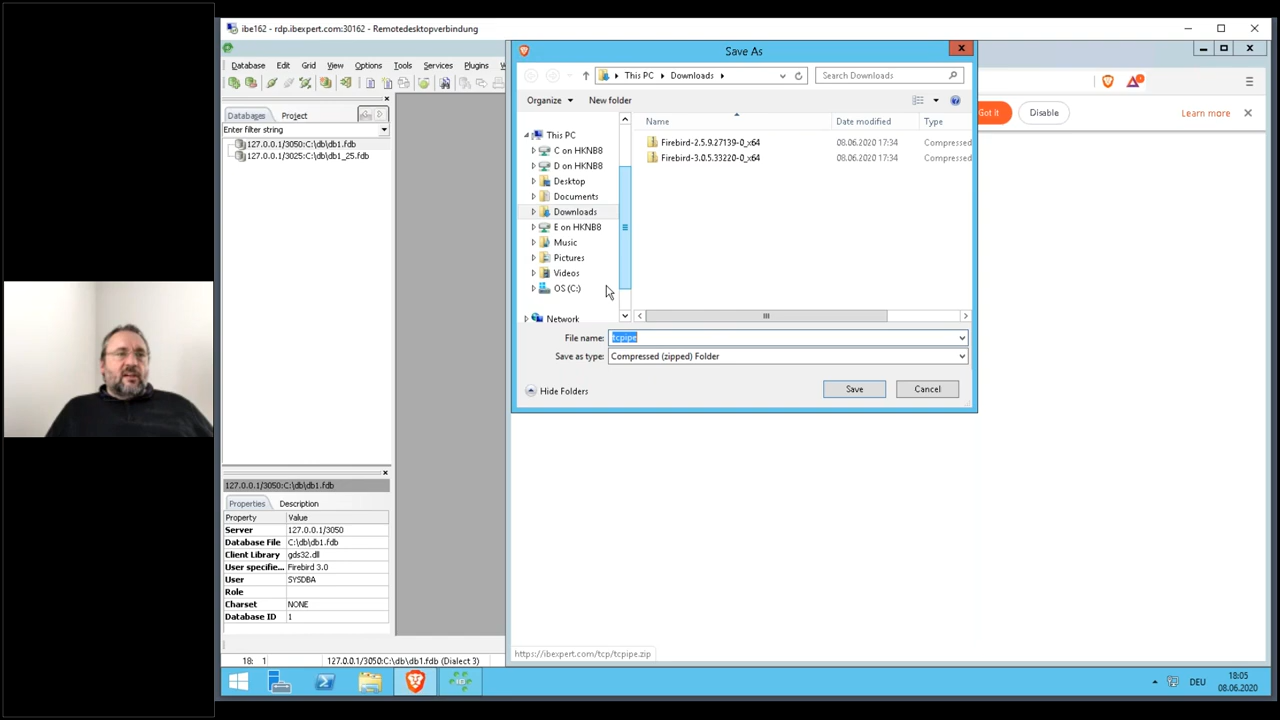 ibe162 - rdp.ibexpert.com:30162 - Remotedesktopverbindung
Save As
Database Edit Grid View Options Tools Services Plugins
This PC Downloads Search Downloads
Organize New folder
Got it Disable Learn more
Databases Project
Enter filter string
127.0.0.1/3050:C:\db\db1.fdb
127.0.0.1/3025:C:\db\db1_25.fdb
This PC
C on HKNB8
D on HKNB8
Desktop
Documents
Downloads
E on HKNB8
Music
Pictures
Videos
OS (C:)
Network
Name Date modified Type
Firebird-2.5.9.27139-0_x64 08.06.2020 17:34 Compressed
Firebird-3.0.5.33220-0_x64 08.06.2020 17:34 Compressed
File name: tcpipe
Save as type: Compressed (zipped) Folder
Hide Folders Save Cancel
127.0.0.1/3050:C:\db\db1.fdb
Properties Description
Property Value
Server 127.0.0.1/3050
Database File C:\db\db1.fdb
Client Library gds32.dll
User specifie... Firebird 3.0
User SYSDBA
Role
Charset NONE
Database ID 1
https://ibexpert.com/tcp/tcpipe.zip
18: 1 127.0.0.1/3050:C:\db\db1.fdb (Dialect 3)
DEU 18:05
08.06.2020